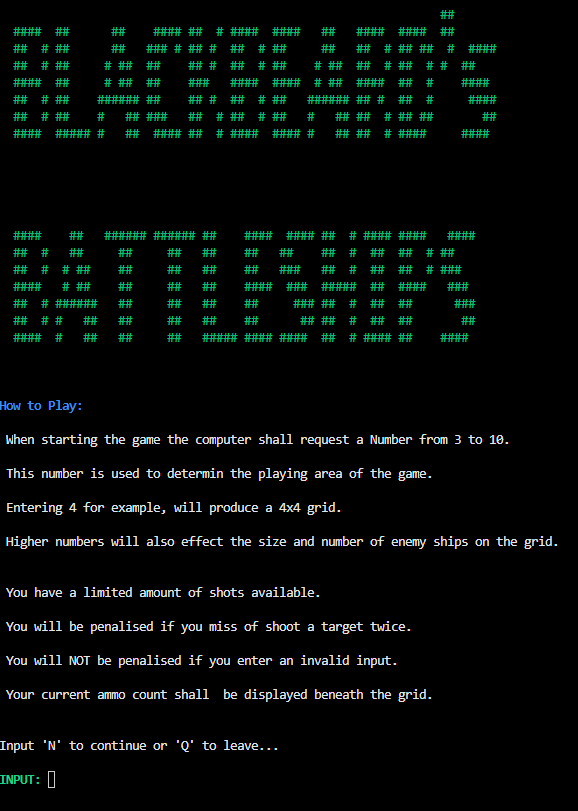 BLACKBEARD'S
BATTLESHIPS
How to Play:
When starting the game the computer shall request a Number from 3 to 10.
This number is used to determin the playing area of the game.
Entering 4 for example, will produce a 4x4 grid.
Higher numbers will also effect the size and number of enemy ships on the grid.
You have a limited amount of shots available.
You will be penalised if you miss of shoot a target twice.
You will NOT be penalised if you enter an invalid input.
Your current ammo count shall  be displayed beneath the grid.
Input 'N' to continue or 'Q' to leave...
INPUT: